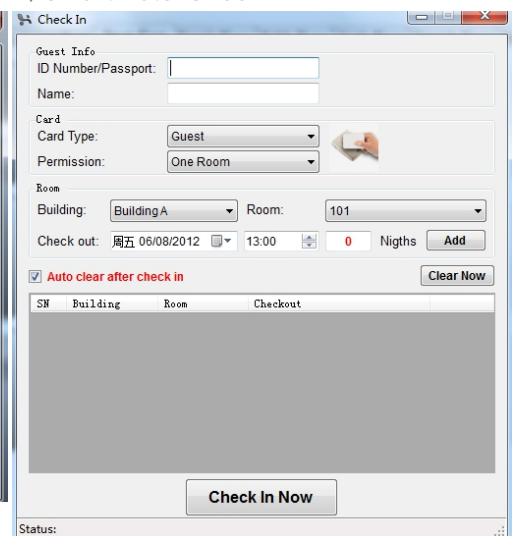 Check In
Guest Info
ID Number/Passport:
Name:
Card
Card Type: Guest
Permission: One Room
Room
Building: Building A Room: 101
Check out: 周五 06/08/2012 13:00 0 Nigths Add
Auto clear after check in Clear Now
SN Building Room Checkout
Check In Now
Status: